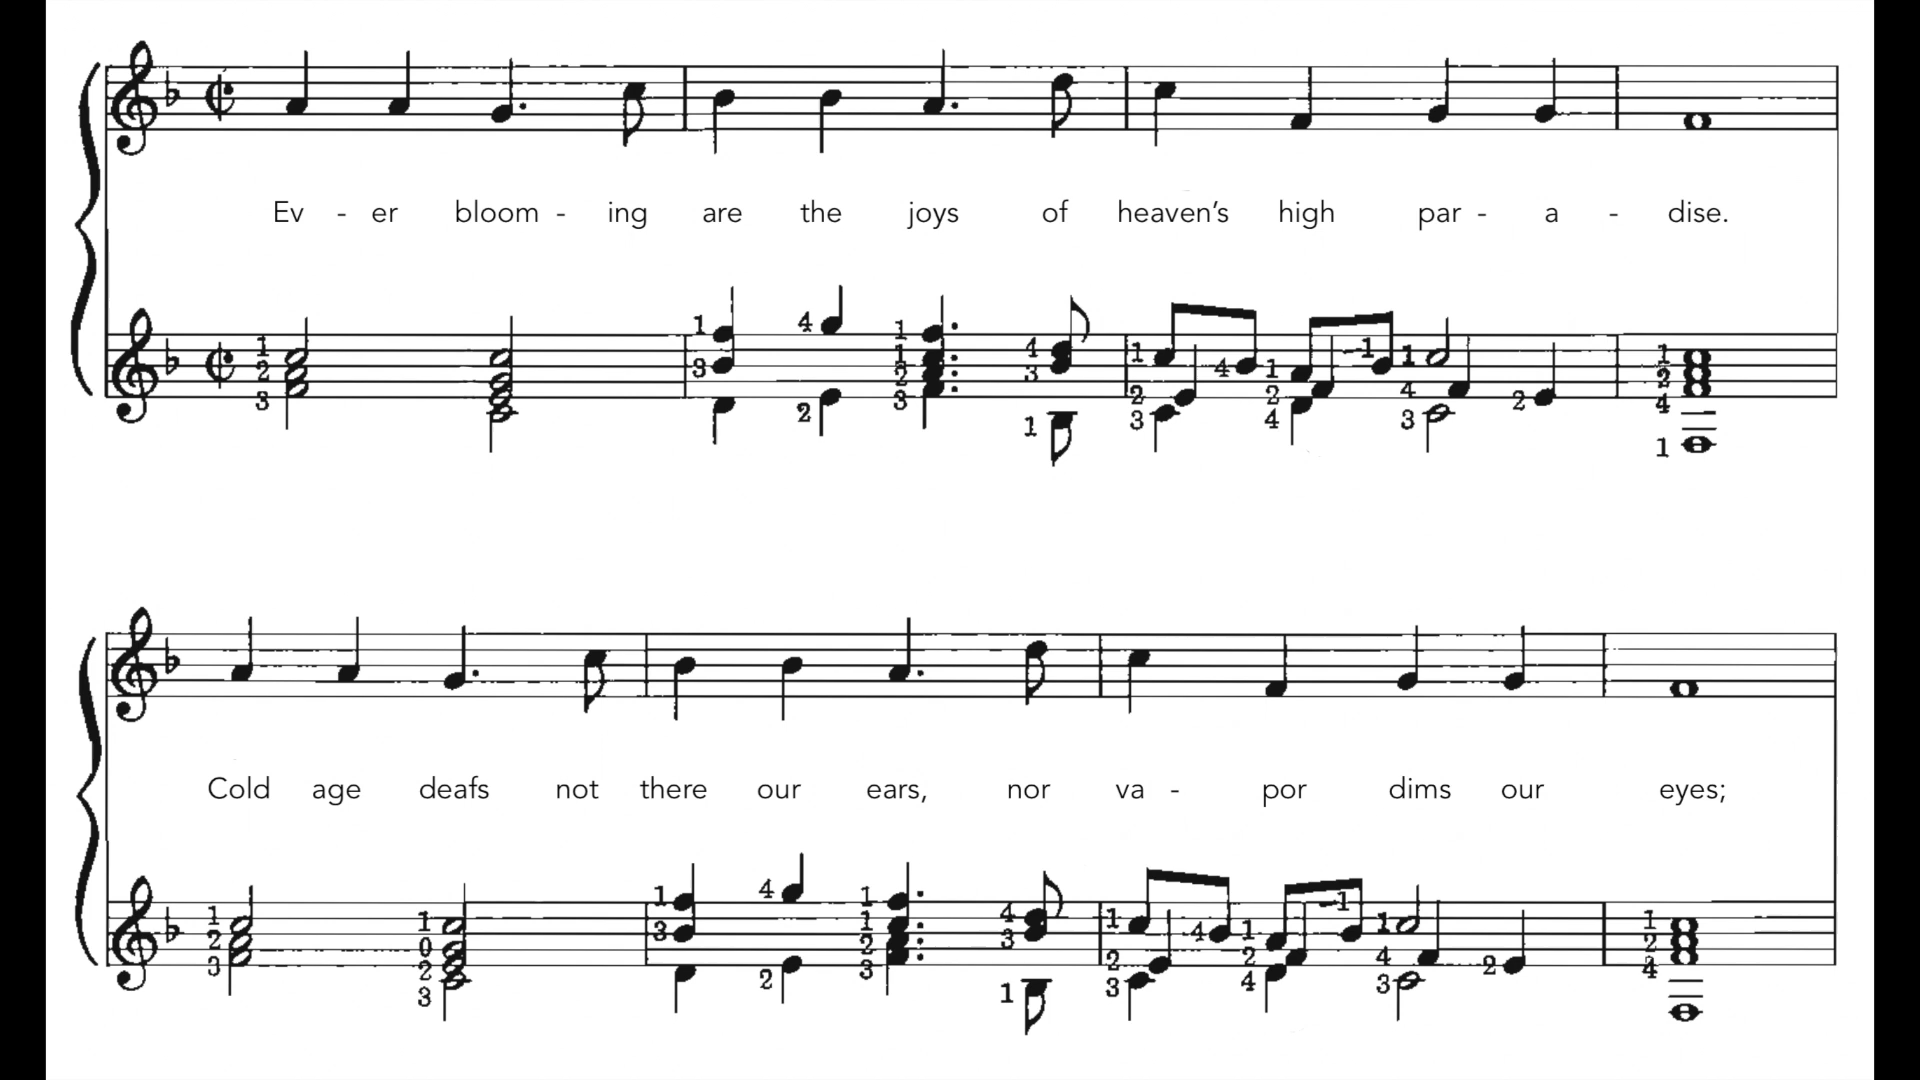 Ev - er bloom - ing are the joys of heaven's high par - a - dise.
Cold age deafs not there our ears, nor va - por dims our eyes;